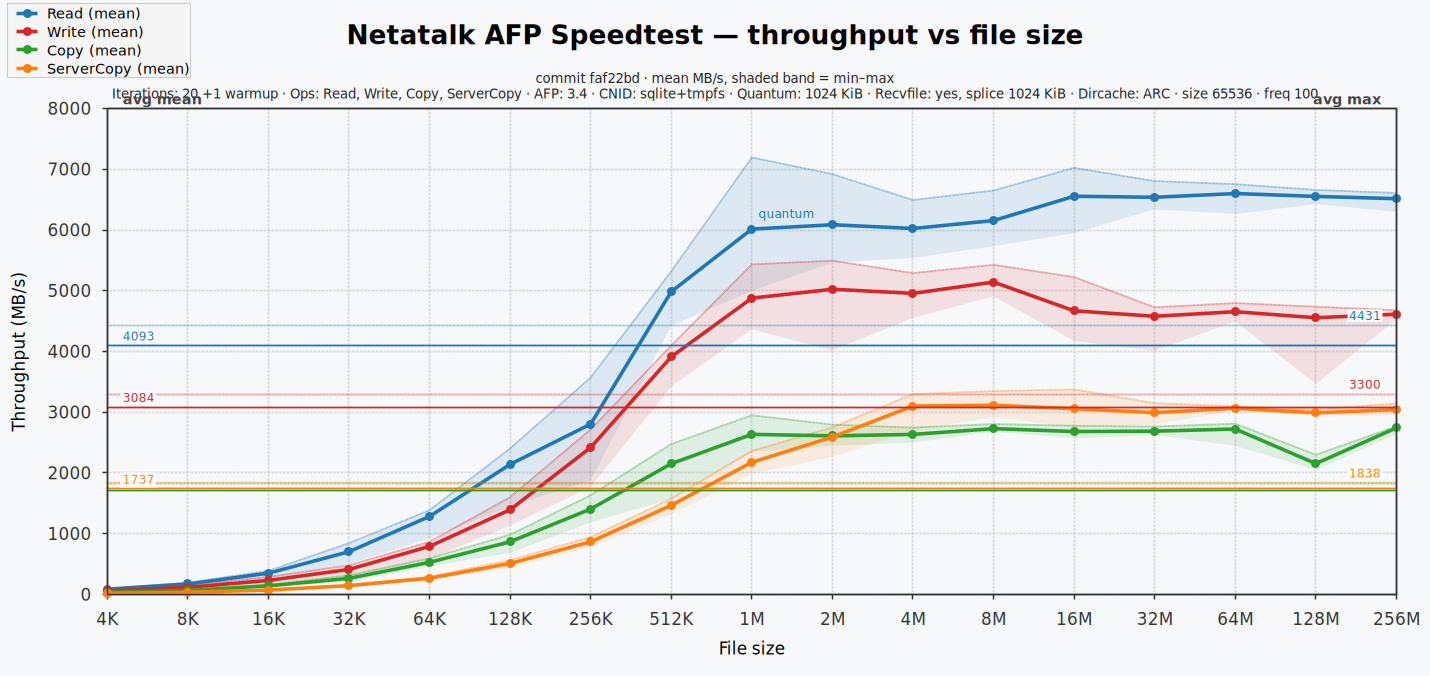 Read (mean)
Write (mean)
Copy (mean)
ServerCopy (mean)
Netatalk AFP Speedtest — throughput vs file size
commit faf22bd · mean MB/s, shaded band = min–max
Iterations: 20 +1 warmup · Ops: Read, Write, Copy, ServerCopy · AFP: 3.4 · CNID: sqlite+tmpfs · Quantum: 1024 KiB · Recvfile: yes, splice 1024 KiB · Dircache: ARC · size 65536 · freq 100
avg mean
avg max
8000
7000
6000
5000
4000
3000
2000
1000
0
Throughput (MB/s)
quantum
4093
4431
3084
3300
1737
1838
4K 8K 16K 32K 64K 128K 256K 512K 1M 2M 4M 8M 16M 32M 64M 128M 256M
File size